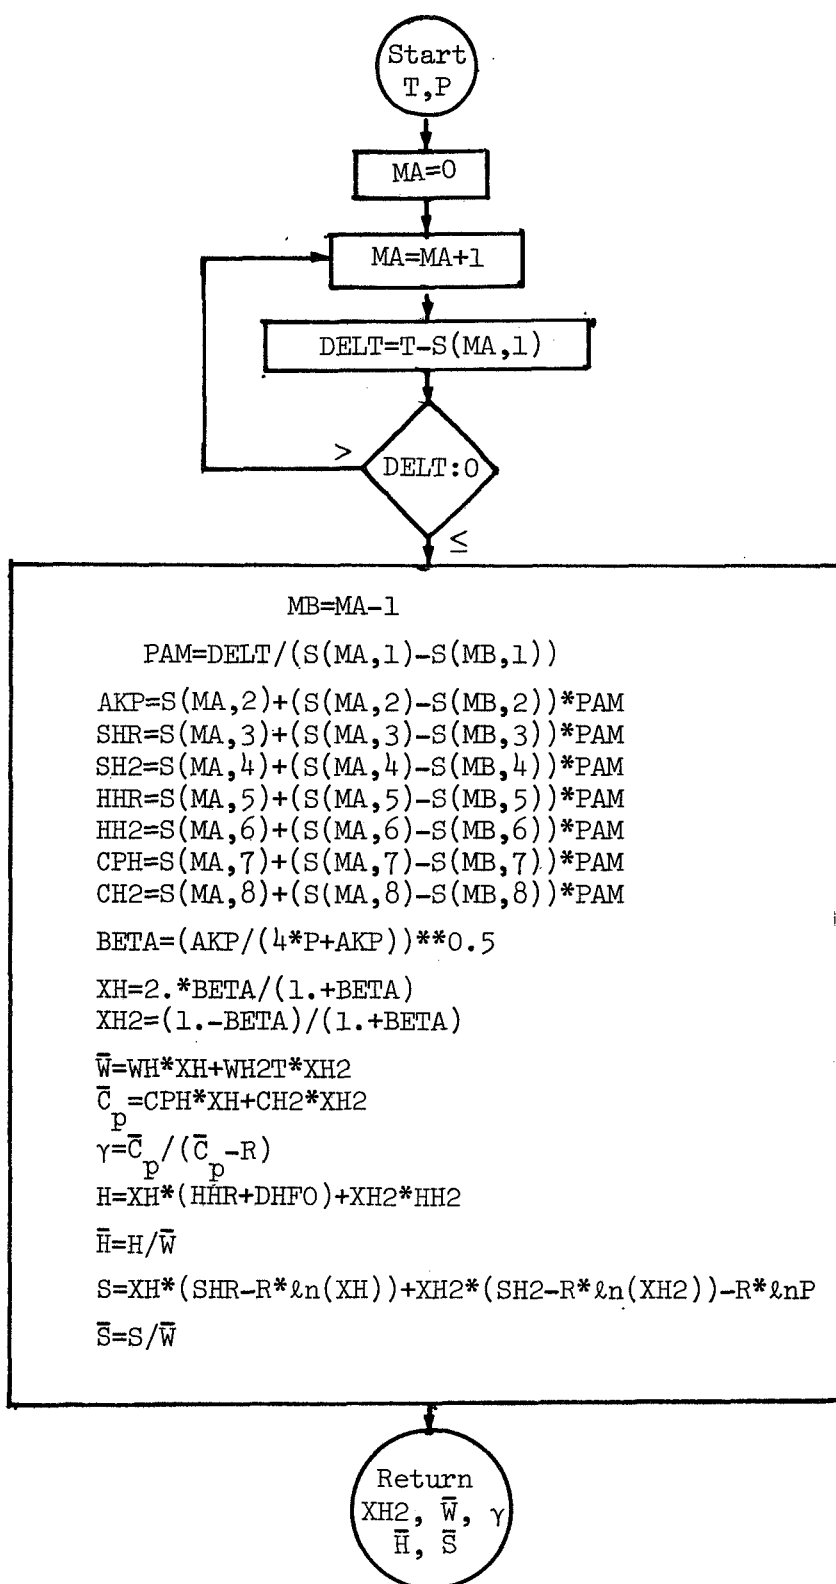 Start
T,P
MA=0
MA=MA+1
DELT=T-S(MA,1)
>
DELT:0
≤
MB=MA-1
PAM=DELT/(S(MA,1)-S(MB,1))
AKP=S(MA,2)+(S(MA,2)-S(MB,2))*PAM
SHR=S(MA,3)+(S(MA,3)-S(MB,3))*PAM
SH2=S(MA,4)+(S(MA,4)-S(MB,4))*PAM
HHR=S(MA,5)+(S(MA,5)-S(MB,5))*PAM
HH2=S(MA,6)+(S(MA,6)-S(MB,6))*PAM
CPH=S(MA,7)+(S(MA,7)-S(MB,7))*PAM
CH2=S(MA,8)+(S(MA,8)-S(MB,8))*PAM
BETA=(AKP/(4*P+AKP))**0.5
XH=2.*BETA/(1.+BETA)
XH2=(1.-BETA)/(1.+BETA)
W̄=WH*XH+WH2T*XH2
C̄p=CPH*XH+CH2*XH2
γ=C̄p/(C̄p-R)
H=XH*(HHR+DHFO)+XH2*HH2
H̄=H/W̄
S=XH*(SHR-R*ℓn(XH))+XH2*(SH2-R*ℓn(XH2))-R*ℓnP
S̄=S/W̄
Return
XH2, W̄, γ
H̄, S̄